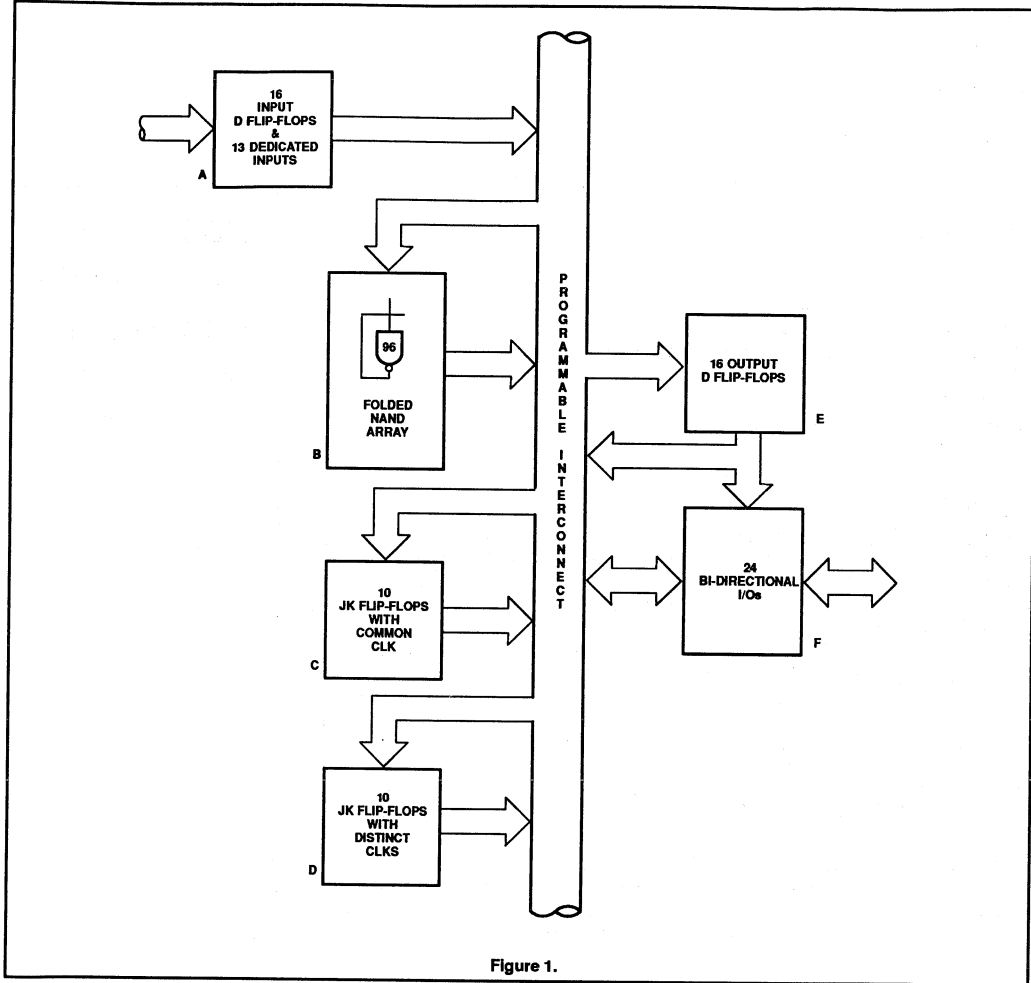 16
INPUT
D FLIP-FLOPS
&
13 DEDICATED
INPUTS
A
96
FOLDED
NAND
ARRAY
B
10
JK FLIP-FLOPS
WITH
COMMON
CLK
C
10
JK FLIP-FLOPS
WITH
DISTINCT
CLKS
D
PROGRAMMABLE INTERCONNECT
16 OUTPUT
D FLIP-FLOPS
E
24
BI-DIRECTIONAL
I/Os
F
Figure 1.